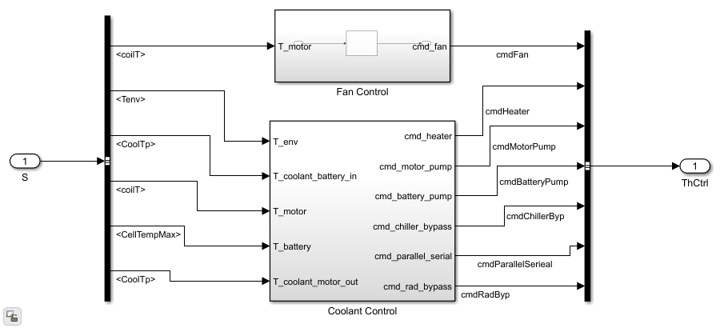 <coilT>
T_motor
cmd_fan
cmdFan
Fan Control
<Tenv>
cmdHeater
T_env
cmd_heater
<CoolTp>
cmdMotorPump
1
S
T_coolant_battery_in
cmd_motor_pump
1
ThCtrl
<coilT>
cmdBatteryPump
T_motor
cmd_battery_pump
cmdChillerByp
<CellTempMax>
cmd_chiller_bypass
T_battery
cmd_parallel_serial
cmdParallelSerieal
<CoolTp>
T_coolant_motor_out
cmd_rad_bypass
cmdRadByp
Coolant Control